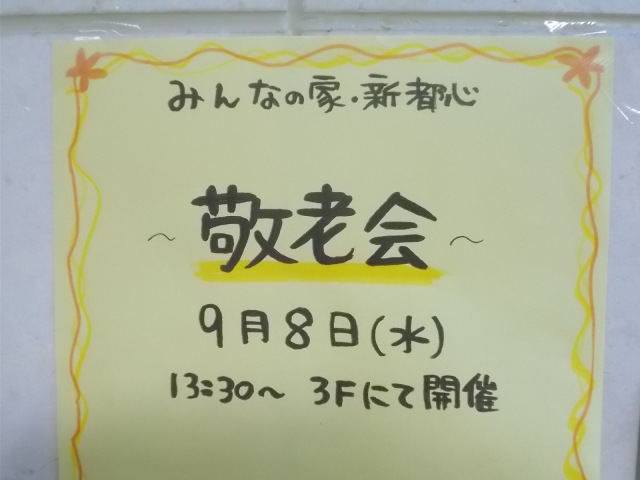 みんなの家・新都心
～敬老会～
9月8日(水)
13:30～ 3Fにて開催